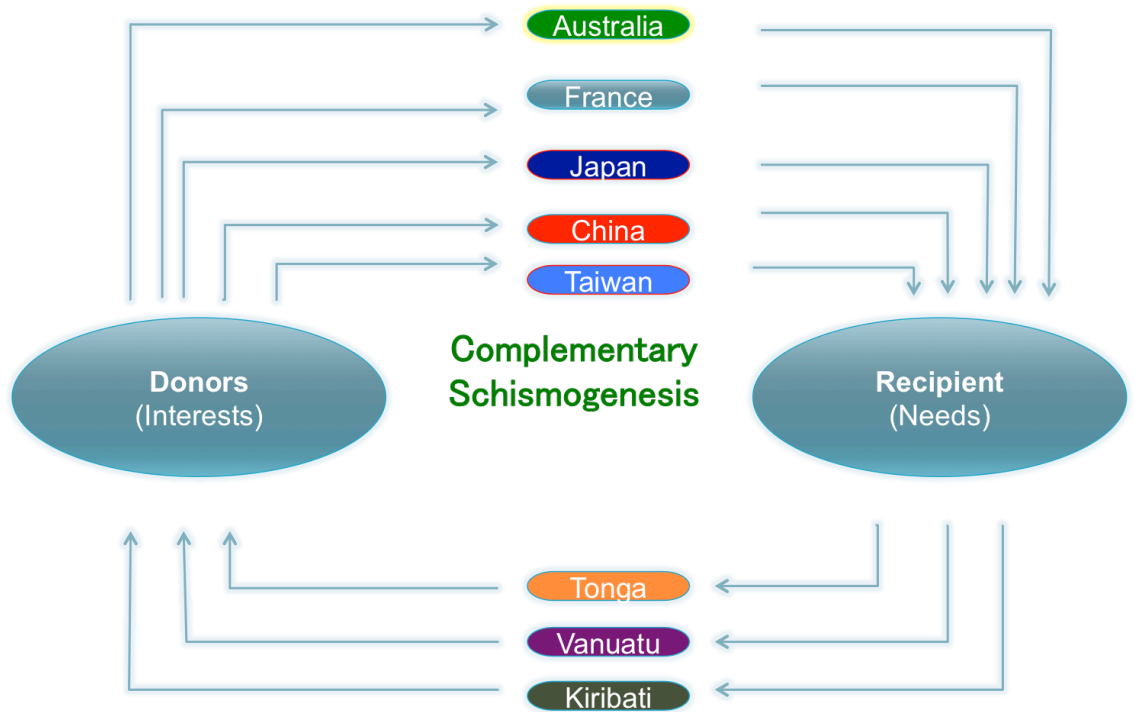 Australia
France
Japan
China
Taiwan
Complementary
Schismogenesis
Donors
(Interests)
Recipient
(Needs)
Tonga
Vanuatu
Kiribati